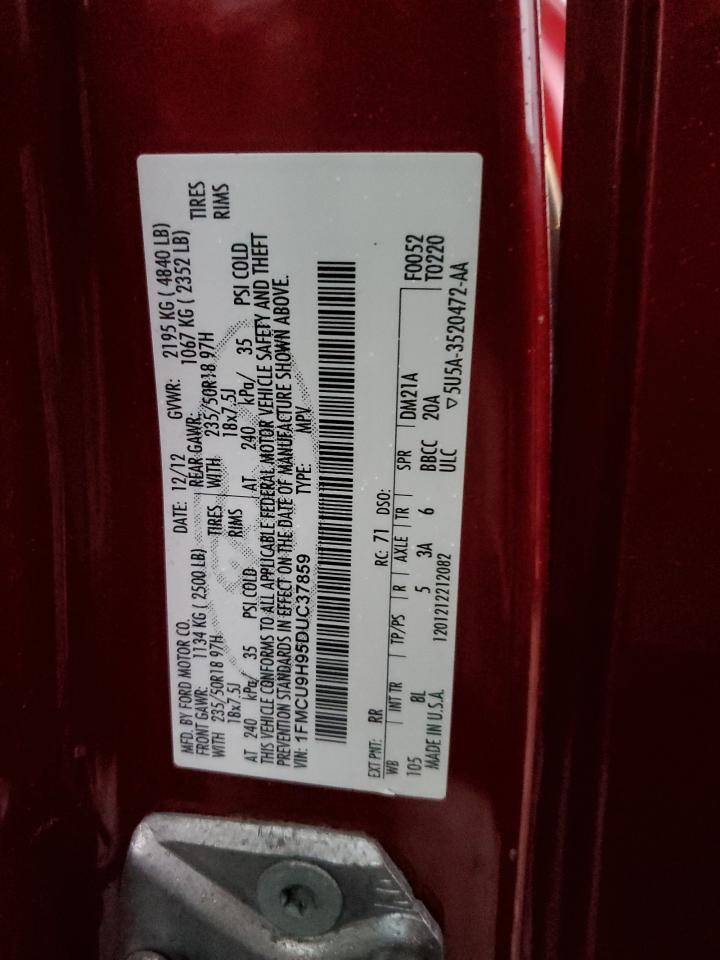 MFD. BY FORD MOTOR CO.
DATE: 12/12 GVWR: 2195 KG ( 4840 LB)
FRONT GAWR: 1134 KG ( 2500 LB) REAR GAWR: 1067 KG ( 2352 LB)
WITH 235/50R18 97H TIRES WITH 235/50R18 97H TIRES
18x7.5J RIMS 18x7.5J RIMS
AT 240 kPa/ 35 PSI COLD AT 240 kPa/ 35 PSI COLD
THIS VEHICLE CONFORMS TO ALL APPLICABLE FEDERAL MOTOR VEHICLE SAFETY AND THEFT
PREVENTION STANDARDS IN EFFECT ON THE DATE OF MANUFACTURE SHOWN ABOVE.
VIN: 1FMCU9H95DUC37859 TYPE: MPV
EXT PNT: RR RC: 71 DSO: F0052
WB INT TR TP/PS R AXLE TR SPR DM21A T0220
105 8L 5 3A 6 BBCC 20A
MADE IN U.S.A. 1201212212082 ULC ▽5U5A-3520472-AA